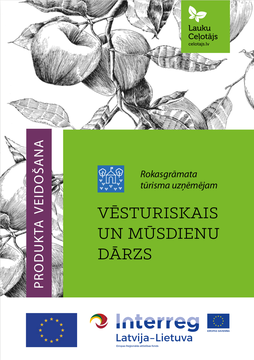 Lauku
Ceļotājs
celotajs.lv
PRODUKTA VEIDOŠANA
Rokasgrāmata
tūrisma uzņēmējam
VĒSTURISKAIS
UN MŪSDIENU
DĀRZS
Interreg
Latvija-Lietuva